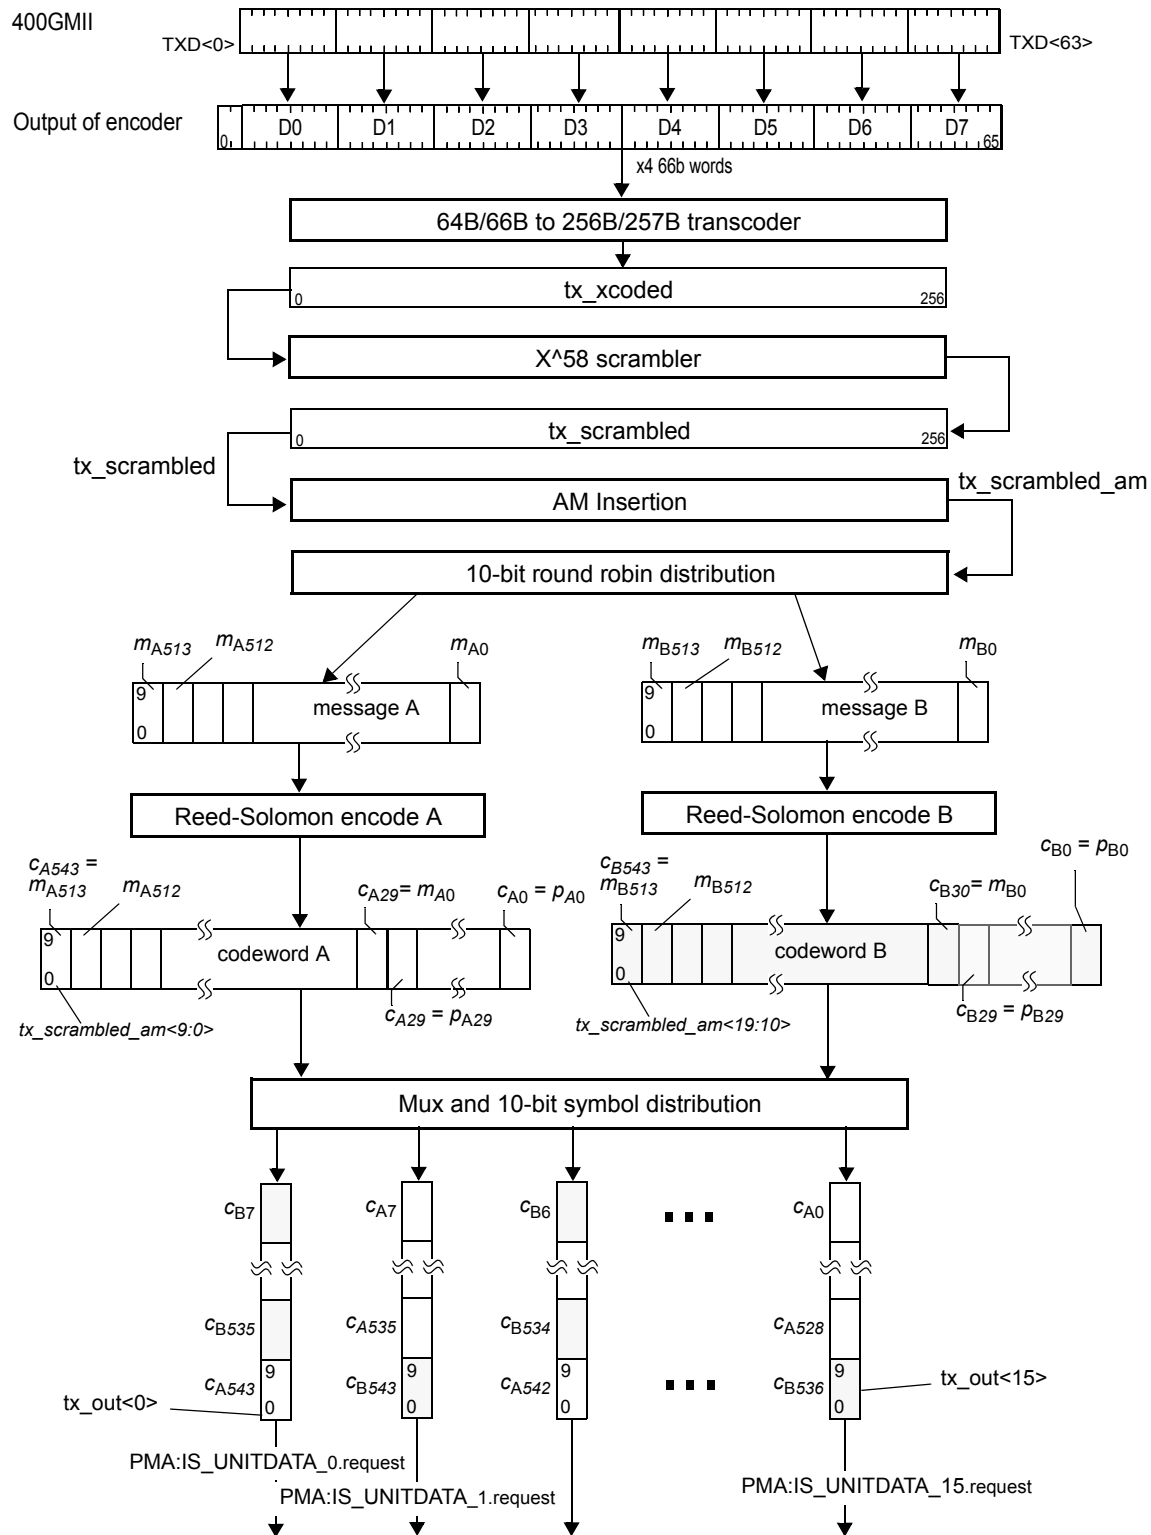 400GMII
TXD<0>
TXD<63>
Output of encoder
0
D0
D1
D2
D3
D4
D5
D6
D7
65
x4 66b words
64B/66B to 256B/257B transcoder
tx_xcoded
0
256
X^58 scrambler
tx_scrambled
0
256
tx_scrambled
AM Insertion
tx_scrambled_am
10-bit round robin distribution
mA513
mA512
mA0
mB513
mB512
mB0
9
message A
0
9
message B
0
Reed-Solomon encode A
Reed-Solomon encode B
cA543 =
mA513
mA512
cA29= mA0
cA0 = pA0
cB543 =
mB513
mB512
cB30= mB0
cB0 = pB0
9
codeword A
0
9
codeword B
0
cA29 = pA29
cB29 = pB29
tx_scrambled_am<9:0>
tx_scrambled_am<19:10>
Mux and 10-bit symbol distribution
cB7
cA7
cB6
cA0
cB535
cA535
cB534
cA528
cA543
9
0
cB543
9
0
cA542
9
0
cB536
9
0
tx_out<0>
tx_out<15>
PMA:IS_UNITDATA_0.request
PMA:IS_UNITDATA_1.request
PMA:IS_UNITDATA_15.request